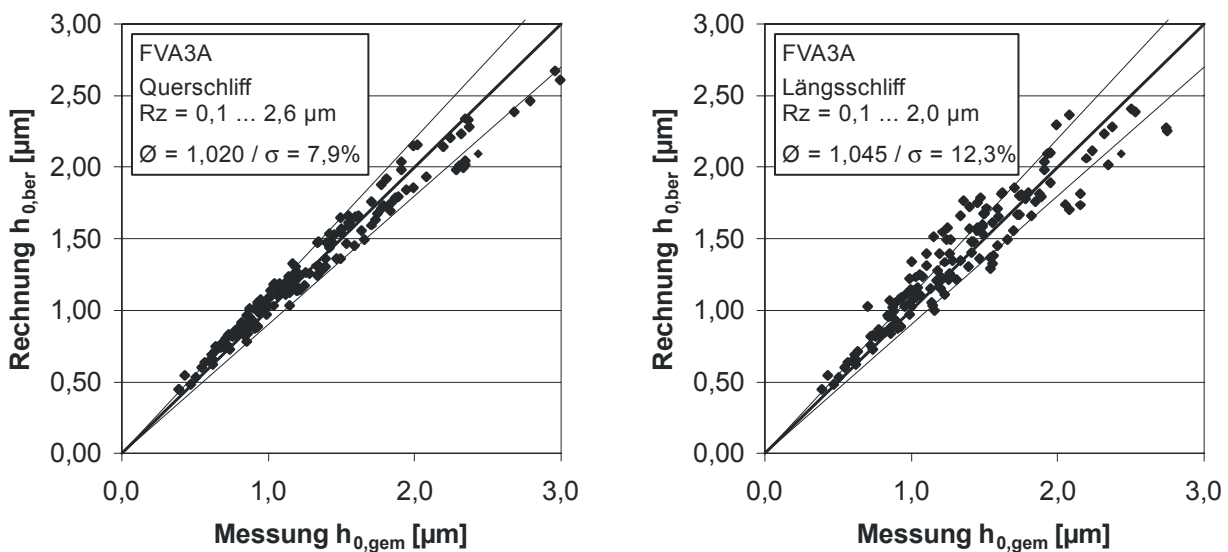 3,00
2,50
2,00
1,50
1,00
0,50
0,00
Rechnung h0,ber [µm]
FVA3A
Querschliff
Rz = 0,1 ... 2,6 µm
Ø = 1,020 / σ = 7,9%
0,0 1,0 2,0 3,0
Messung h0,gem [µm]
3,00
2,50
2,00
1,50
1,00
0,50
0,00
Rechnung h0,ber [µm]
FVA3A
Längsschliff
Rz = 0,1 ... 2,0 µm
Ø = 1,045 / σ = 12,3%
0,0 1,0 2,0 3,0
Messung h0,gem [µm]